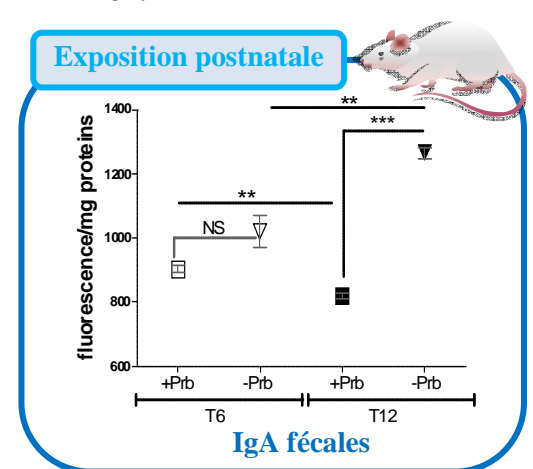 Exposition postnatale
fluorescence/mg proteins
1400
1200
1000
800
600
**
***
**
NS
+Prb -Prb +Prb -Prb
T6 T12
IgA fécales